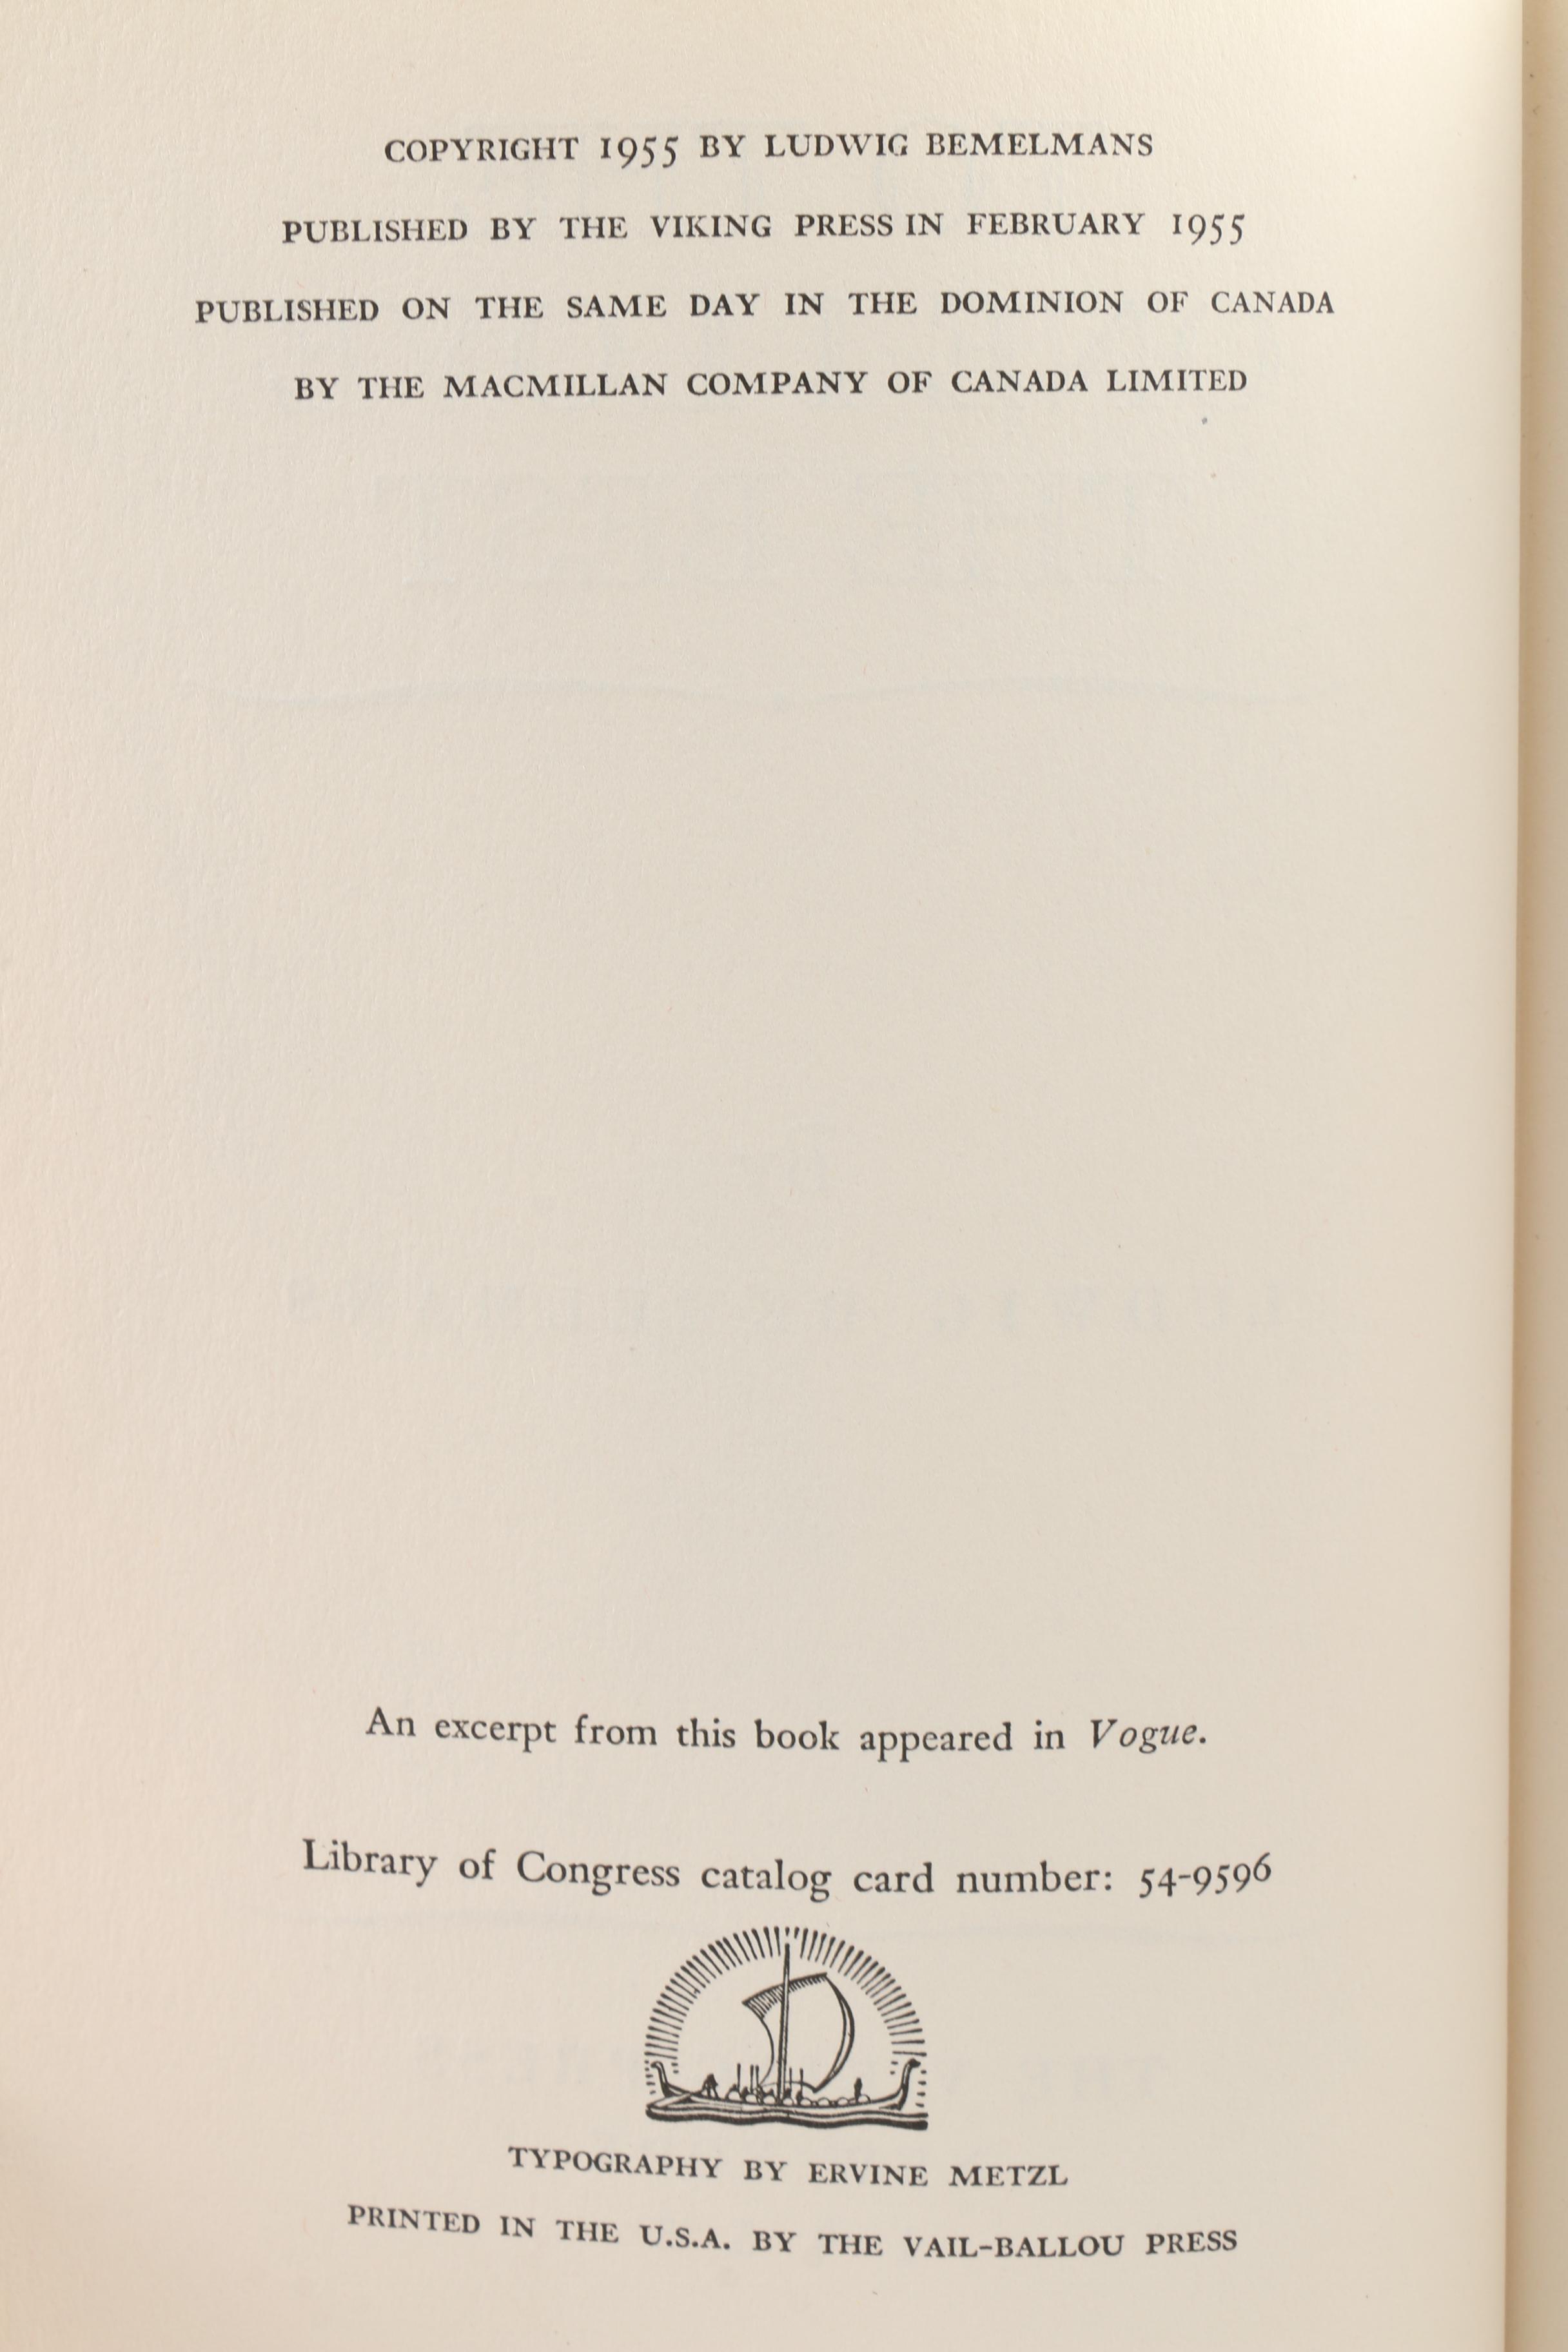 COPYRIGHT 1955 BY LUDWIG BEMELMANS
PUBLISHED BY THE VIKING PRESS IN FEBRUARY 1955
PUBLISHED ON THE SAME DAY IN THE DOMINION OF CANADA
BY THE MACMILLAN COMPANY OF CANADA LIMITED
An excerpt from this book appeared in Vogue.
Library of Congress catalog card number: 54-9596
TYPOGRAPHY BY ERVINE METZL
PRINTED IN THE U.S.A. BY THE VAIL-BALLOU PRESS